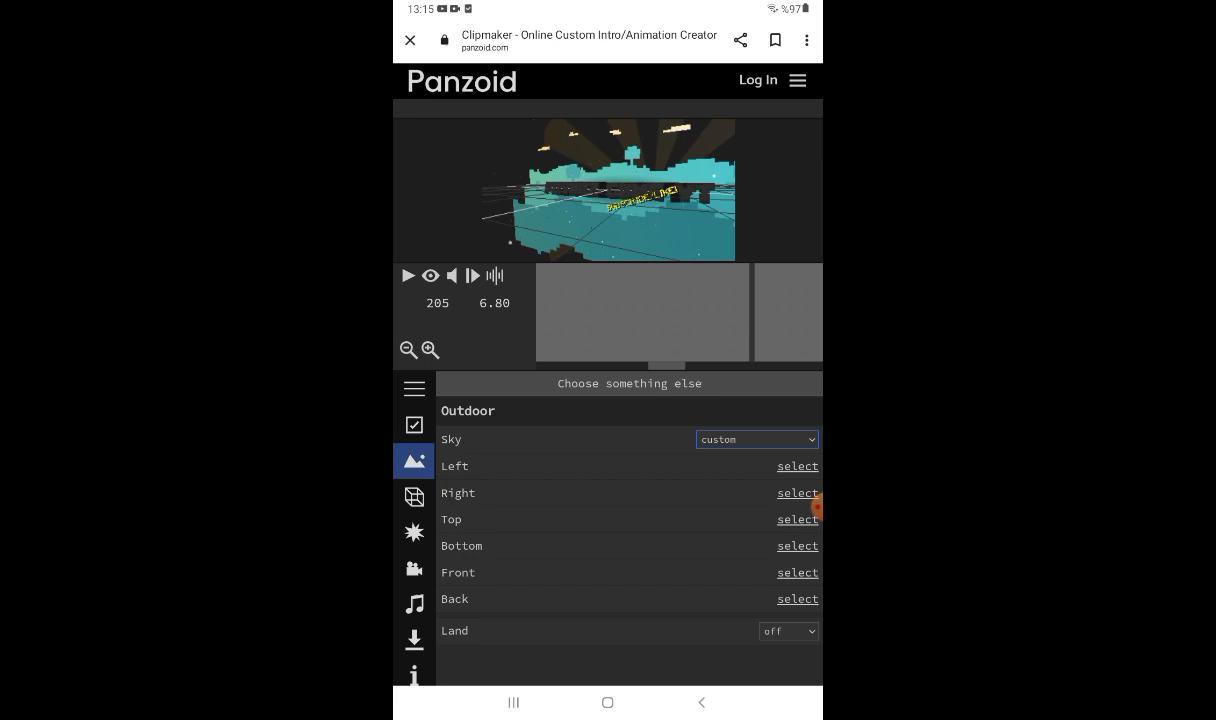 13:15
%97
Clipmaker - Online Custom Intro/Animation Creator
panzoid.com
Panzoid
Log In
205 6.80
Choose something else
Outdoor
Sky custom
Left select
Right select
Top select
Bottom select
Front select
Back select
Land off